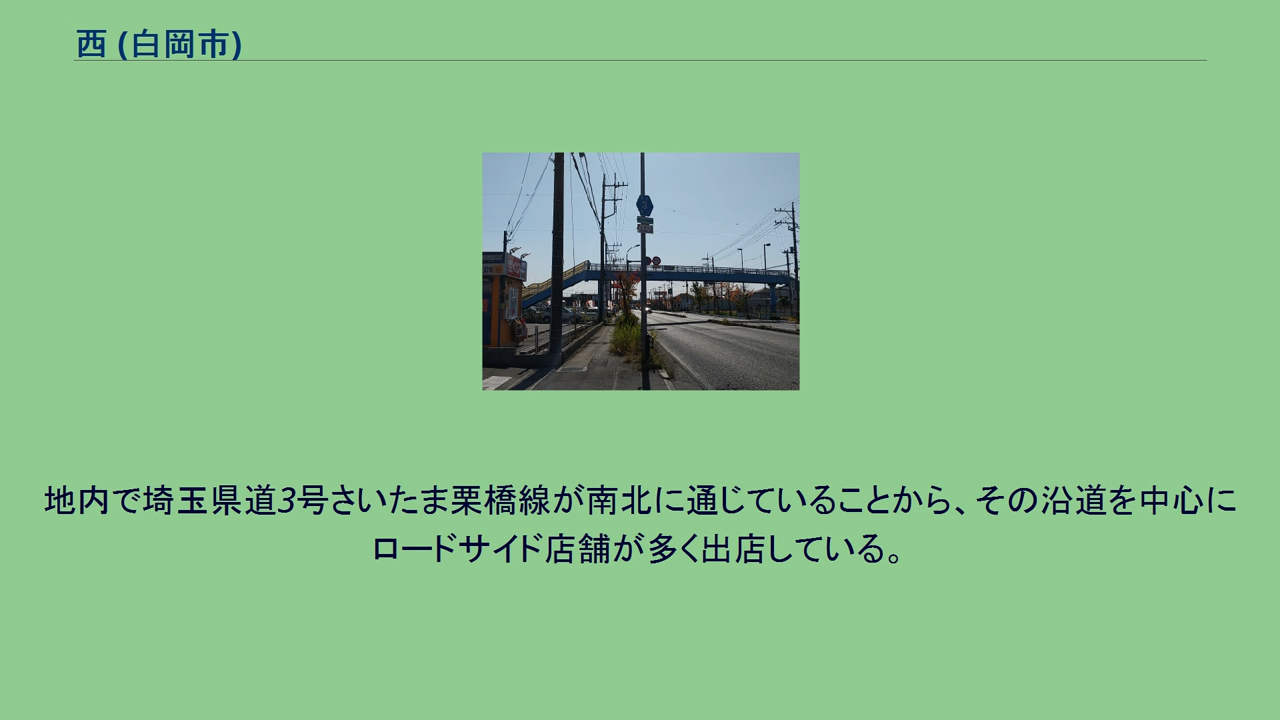 西 (白岡市)
地内で埼玉県道3号さいたま栗橋線が南北に通じていることから、その沿道を中心に
ロードサイド店舗が多く出店している。